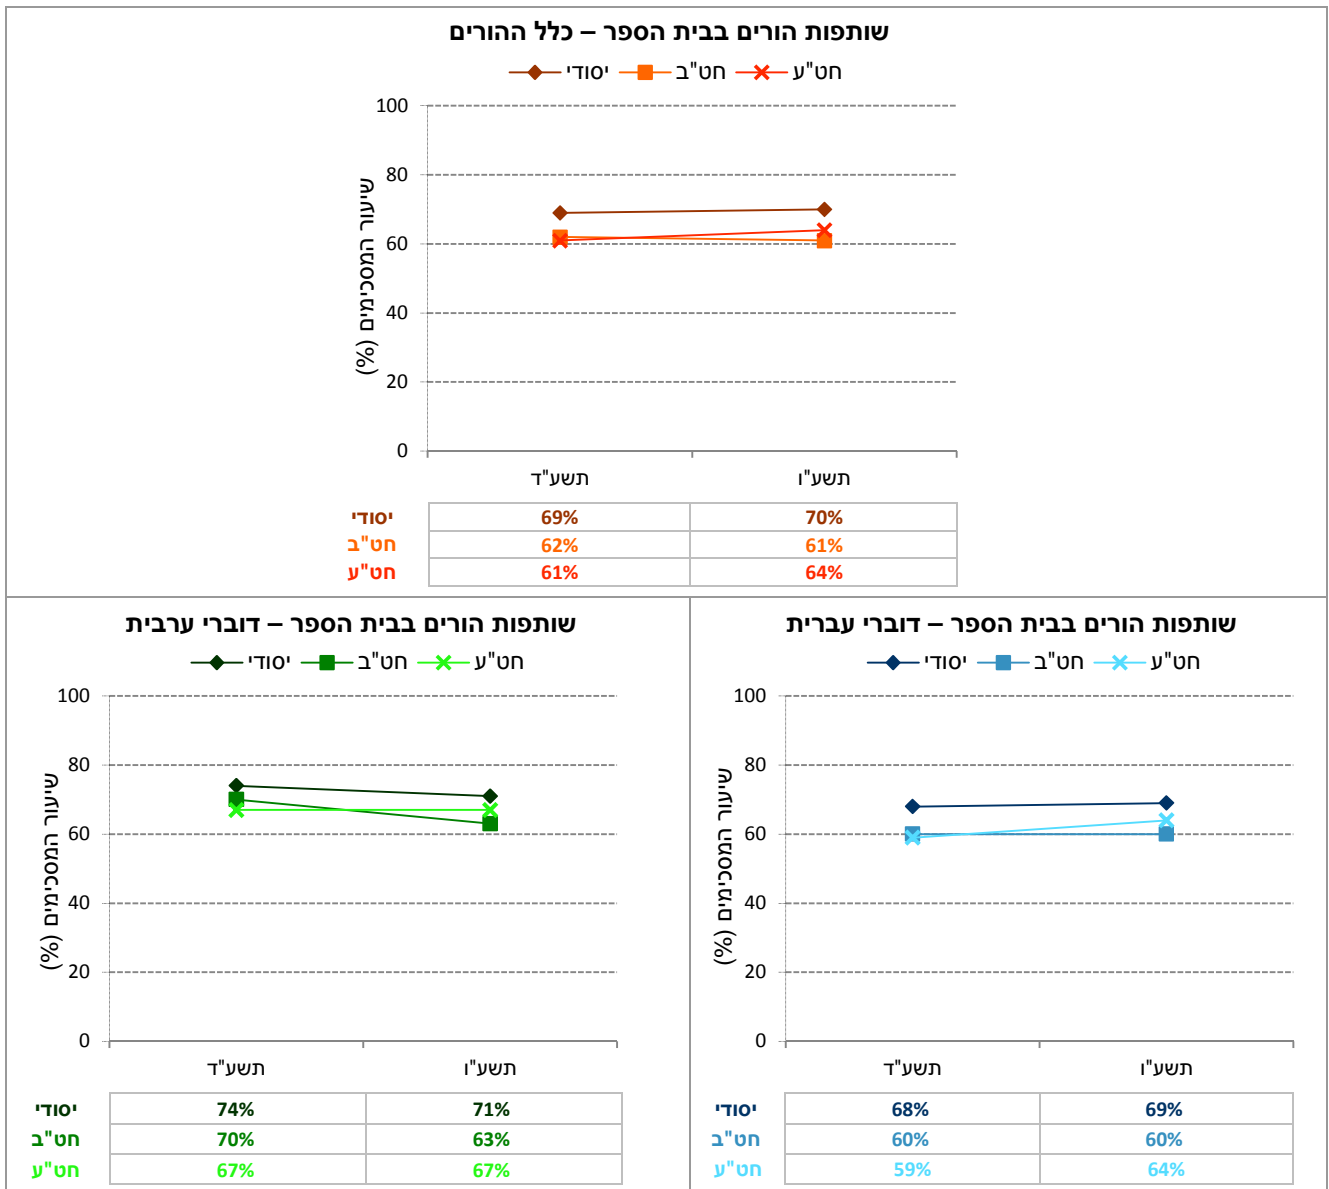 שותפות הורים בבית הספר – כלל ההורים
יסודי חט"ב חט"ע
שיעור המסכימים (%)
100
80
60
40
20
0
תשע"ד תשע"ו
יסודי 69% 70%
חט"ב 62% 61%
חט"ע 61% 64%
שותפות הורים בבית הספר – דוברי עברית
יסודי חט"ב חט"ע
שיעור המסכימים (%)
100
80
60
40
20
0
תשע"ד תשע"ו
יסודי 68% 69%
חט"ב 60% 60%
חט"ע 59% 64%
שותפות הורים בבית הספר – דוברי ערבית
יסודי חט"ב חט"ע
שיעור המסכימים (%)
100
80
60
40
20
0
תשע"ד תשע"ו
יסודי 74% 71%
חט"ב 70% 63%
חט"ע 67% 67%